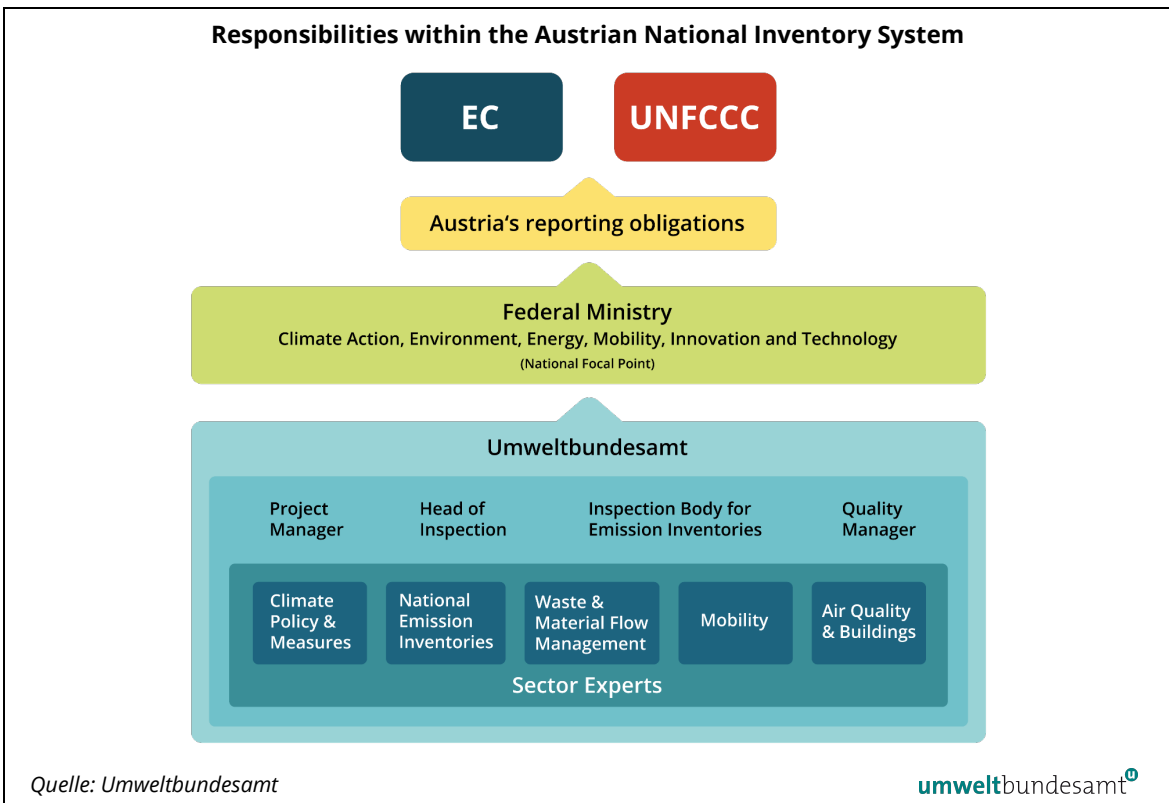 Responsibilities within the Austrian National Inventory System
EC
UNFCCC
Austria‘s reporting obligations
Federal Ministry
Climate Action, Environment, Energy, Mobility, Innovation and Technology
(National Focal Point)
Umweltbundesamt
Project
Manager
Head of
Inspection
Inspection Body for
Emission Inventories
Quality
Manager
Climate
Policy &
Measures
National
Emission
Inventories
Waste &
Material Flow
Management
Mobility
Air Quality
& Buildings
Sector Experts
Quelle: Umweltbundesamt
umweltbundesamt u